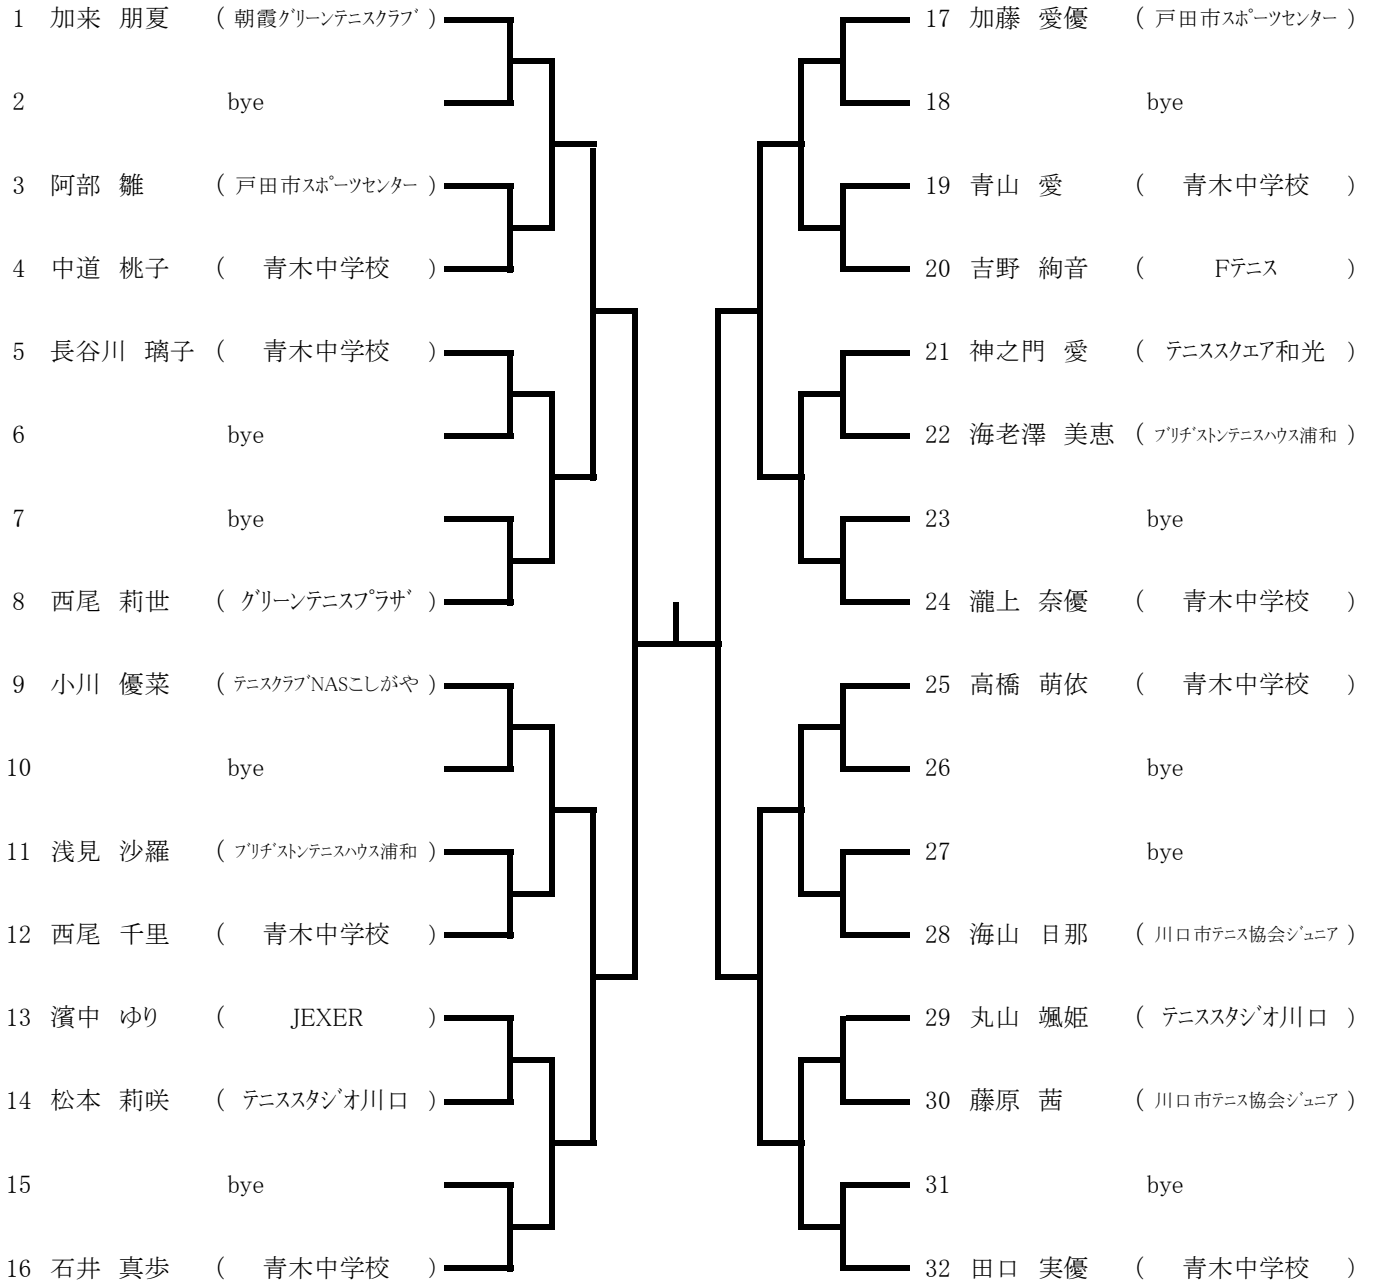 1 加来 朋夏 ( 朝霞グリーンテニスクラブ )
2 bye
3 阿部 雛 ( 戸田市スポーツセンター )
4 中道 桃子 ( 青木中学校 )
5 長谷川 璃子 ( 青木中学校 )
6 bye
7 bye
8 西尾 莉世 ( グリーンテニスプラザ )
9 小川 優菜 ( テニスクラブNASこしがや )
10 bye
11 浅見 沙羅 ( ブリヂストンテニスハウス浦和 )
12 西尾 千里 ( 青木中学校 )
13 濱中 ゆり ( JEXER )
14 松本 莉咲 ( テニススタジオ川口 )
15 bye
16 石井 真歩 ( 青木中学校 )
17 加藤 愛優 ( 戸田市スポーツセンター )
18 bye
19 青山 愛 ( 青木中学校 )
20 吉野 絢音 ( Fテニス )
21 神之門 愛 ( テニススクエア和光 )
22 海老澤 美恵 ( ブリヂストンテニスハウス浦和 )
23 bye
24 瀧上 奈優 ( 青木中学校 )
25 高橋 萌依 ( 青木中学校 )
26 bye
27 bye
28 海山 日那 ( 川口市テニス協会ジュニア )
29 丸山 颯姫 ( テニススタジオ川口 )
30 藤原 茜 ( 川口市テニス協会ジュニア )
31 bye
32 田口 実優 ( 青木中学校 )